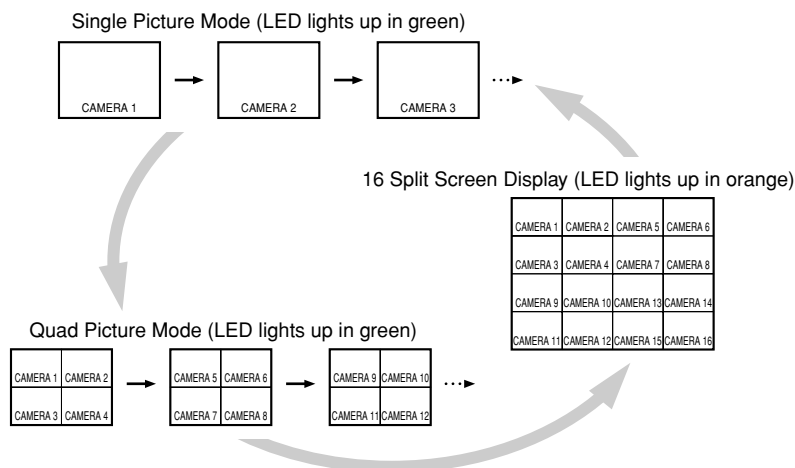 Single Picture Mode (LED lights up in green)
CAMERA 1
CAMERA 2
CAMERA 3
16 Split Screen Display (LED lights up in orange)
CAMERA 1 CAMERA 2 CAMERA 5 CAMERA 6
CAMERA 3 CAMERA 4 CAMERA 7 CAMERA 8
CAMERA 9 CAMERA 10 CAMERA 13 CAMERA 14
CAMERA 11 CAMERA 12 CAMERA 15 CAMERA 16
Quad Picture Mode (LED lights up in green)
CAMERA 1 CAMERA 2
CAMERA 3 CAMERA 4
CAMERA 5 CAMERA 6
CAMERA 7 CAMERA 8
CAMERA 9 CAMERA 10
CAMERA 11 CAMERA 12